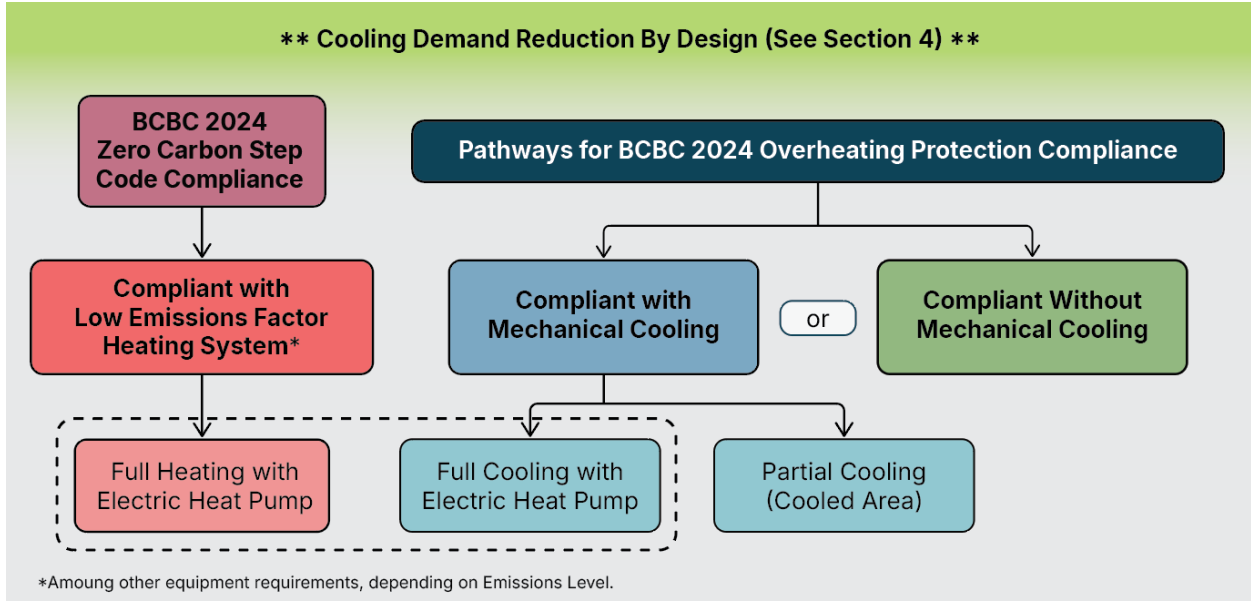 ** Cooling Demand Reduction By Design (See Section 4) **
BCBC 2024
Zero Carbon Step
Code Compliance
Pathways for BCBC 2024 Overheating Protection Compliance
Compliant with
Low Emissions Factor
Heating System*
Compliant with
Mechanical Cooling
or
Compliant Without
Mechanical Cooling
Full Heating with
Electric Heat Pump
Full Cooling with
Electric Heat Pump
Partial Cooling
(Cooled Area)
*Amoung other equipment requirements, depending on Emissions Level.